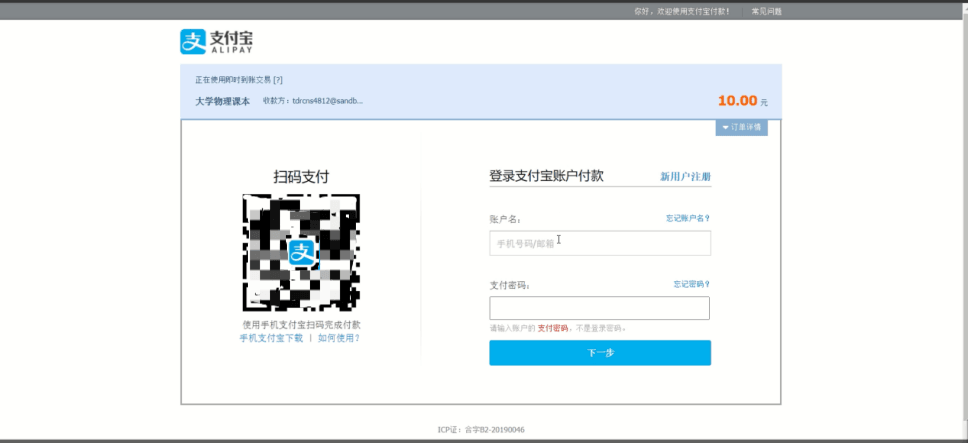 你好，欢迎使用支付宝付款！ 常见问题
支 支付宝
ALIPAY
正在使用即时到账交易 [?]
大学物理课本 收款方：tdrcns4812@sandb...
10.00 元
订单详情
扫码支付
支
使用手机支付宝扫码完成付款
手机支付宝下载 | 如何使用?
登录支付宝账户付款 新用户注册
账户名： 忘记账户名?
手机号码/邮箱
支付密码： 忘记密码?
请输入账户的 支付密码，不是登录密码。
下一步
ICP证：合字B2-20190046